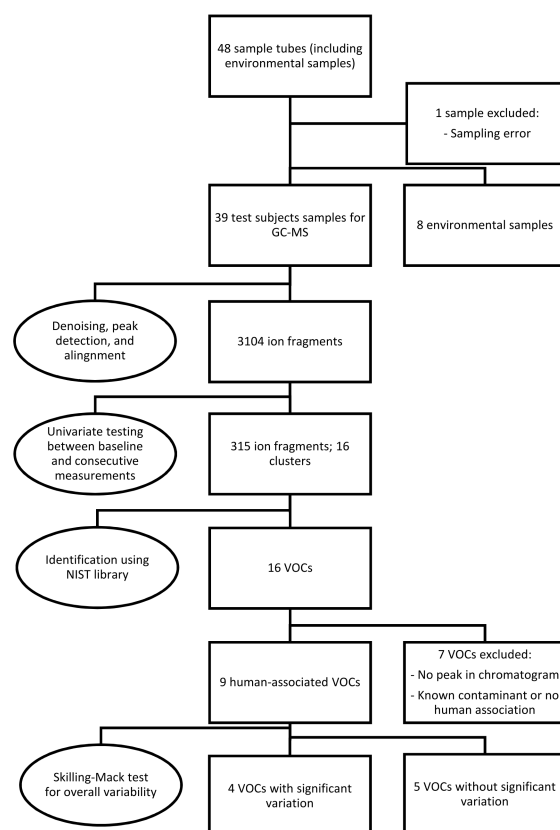 48 sample tubes (including
environmental samples)
1 sample excluded:
- Sampling error
39 test subjects samples for
GC-MS
8 environmental samples
Denoising, peak
detection, and
alingnment
3104 ion fragments
Univariate testing
between baseline
and consecutive
measurements
315 ion fragments; 16
clusters
Identification using
NIST library
16 VOCs
7 VOCs excluded:
- No peak in chromatogram
- Known contaminant or no
human association
9 human-associated VOCs
Skilling-Mack test
for overall variability
4 VOCs with significant
variation
5 VOCs without significant
variation